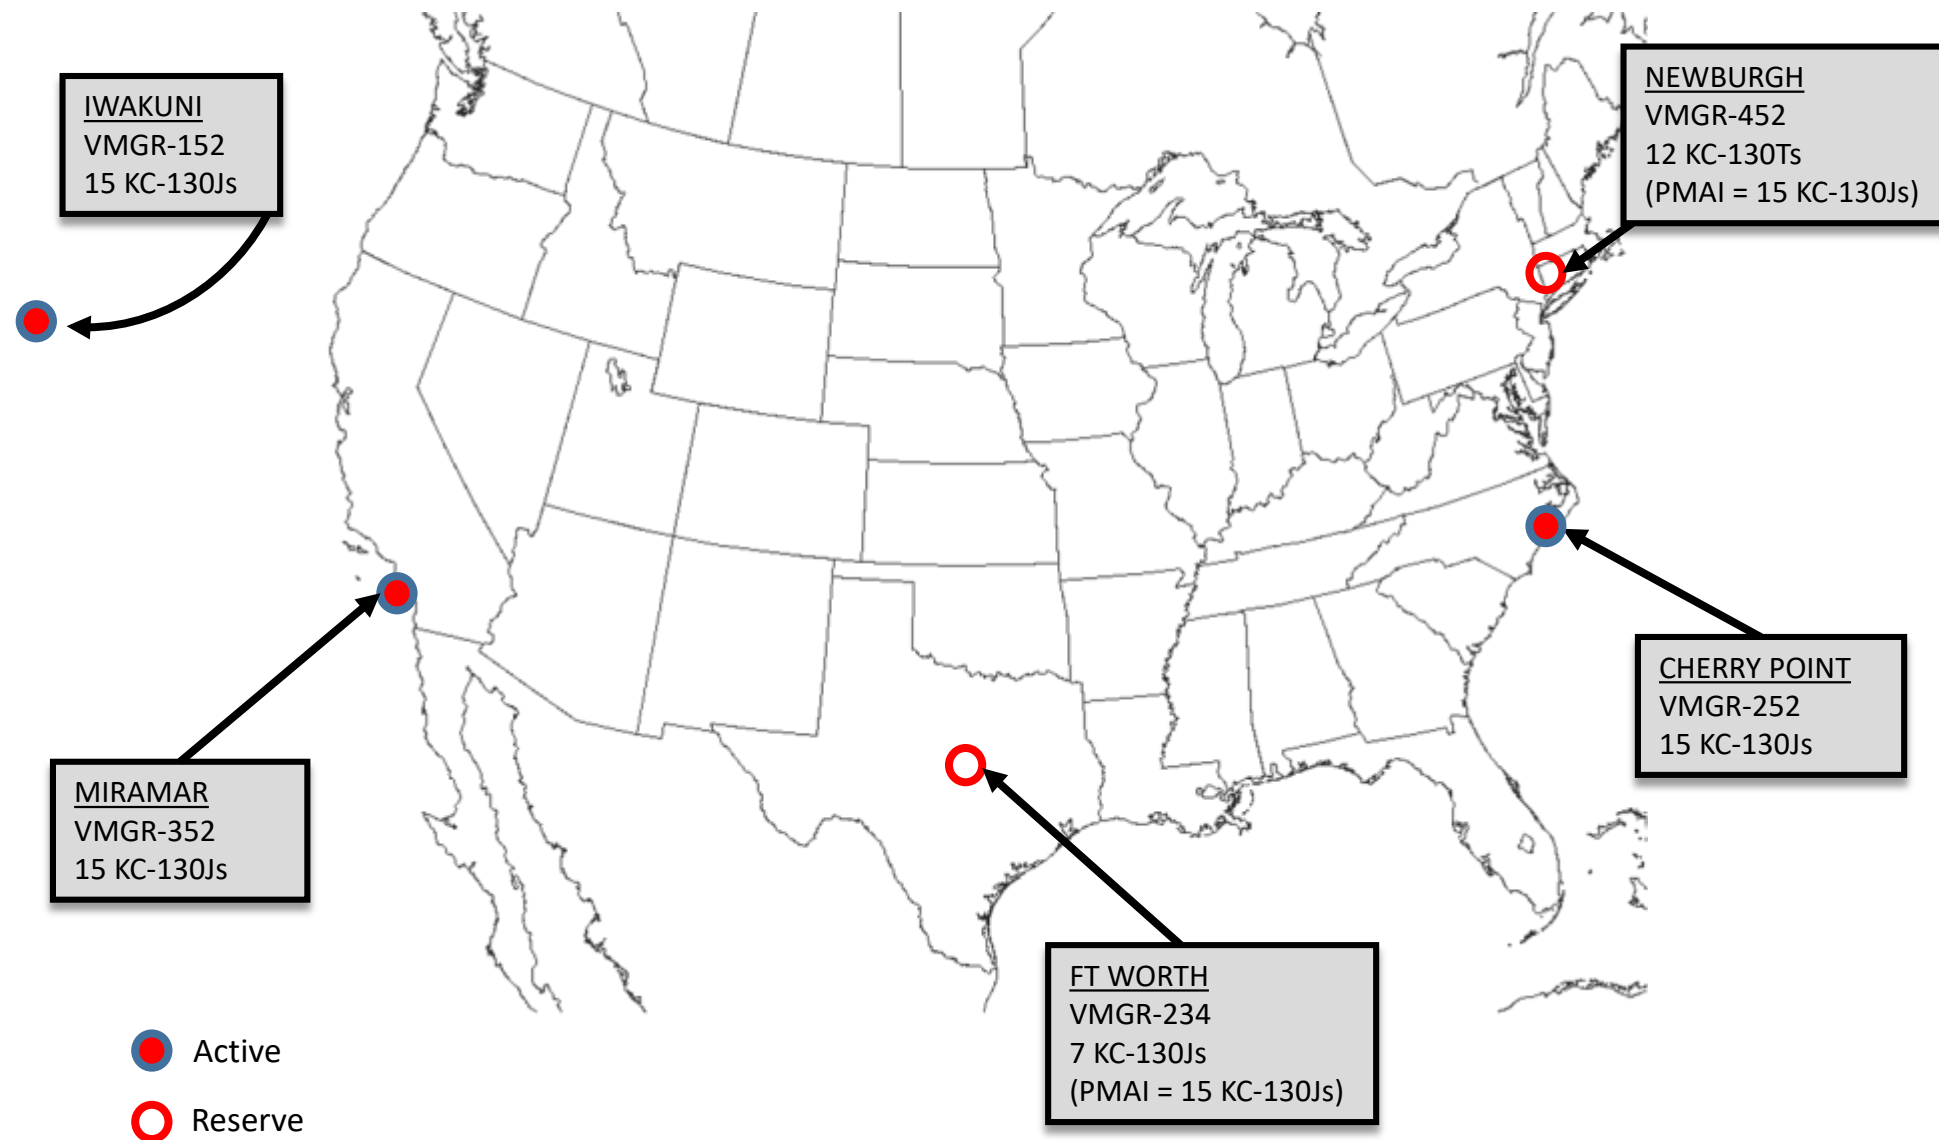 IWAKUNI
VMGR-152
15 KC-130Js
NEWBURGH
VMGR-452
12 KC-130Ts
(PMAI = 15 KC-130Js)
CHERRY POINT
VMGR-252
15 KC-130Js
MIRAMAR
VMGR-352
15 KC-130Js
FT WORTH
VMGR-234
7 KC-130Js
(PMAI = 15 KC-130Js)
Active
Reserve